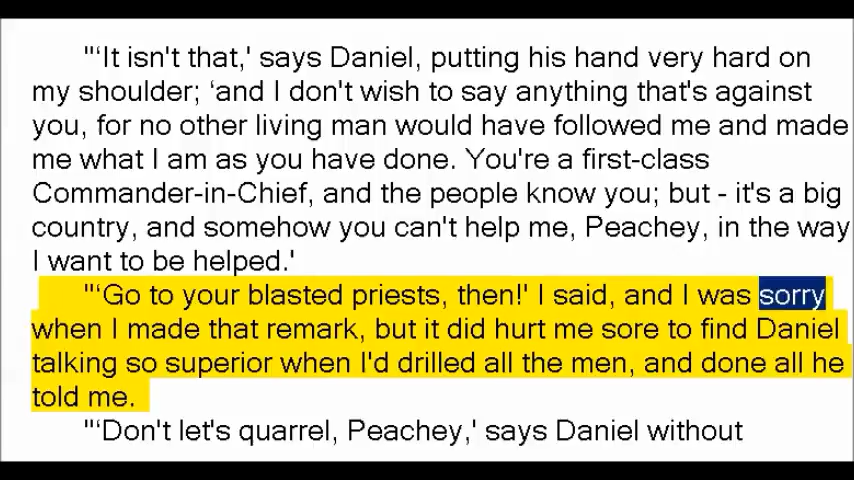 "‘It isn't that,' says Daniel, putting his hand very hard on
my shoulder; ‘and I don't wish to say anything that's against
you, for no other living man would have followed me and made
me what I am as you have done. You're a first-class
Commander-in-Chief, and the people know you; but - it's a big
country, and somehow you can't help me, Peachey, in the way
I want to be helped.'
"‘Go to your blasted priests, then!' I said, and I was sorry
when I made that remark, but it did hurt me sore to find Daniel
talking so superior when I'd drilled all the men, and done all he
told me.
"‘Don't let's quarrel, Peachey,' says Daniel without